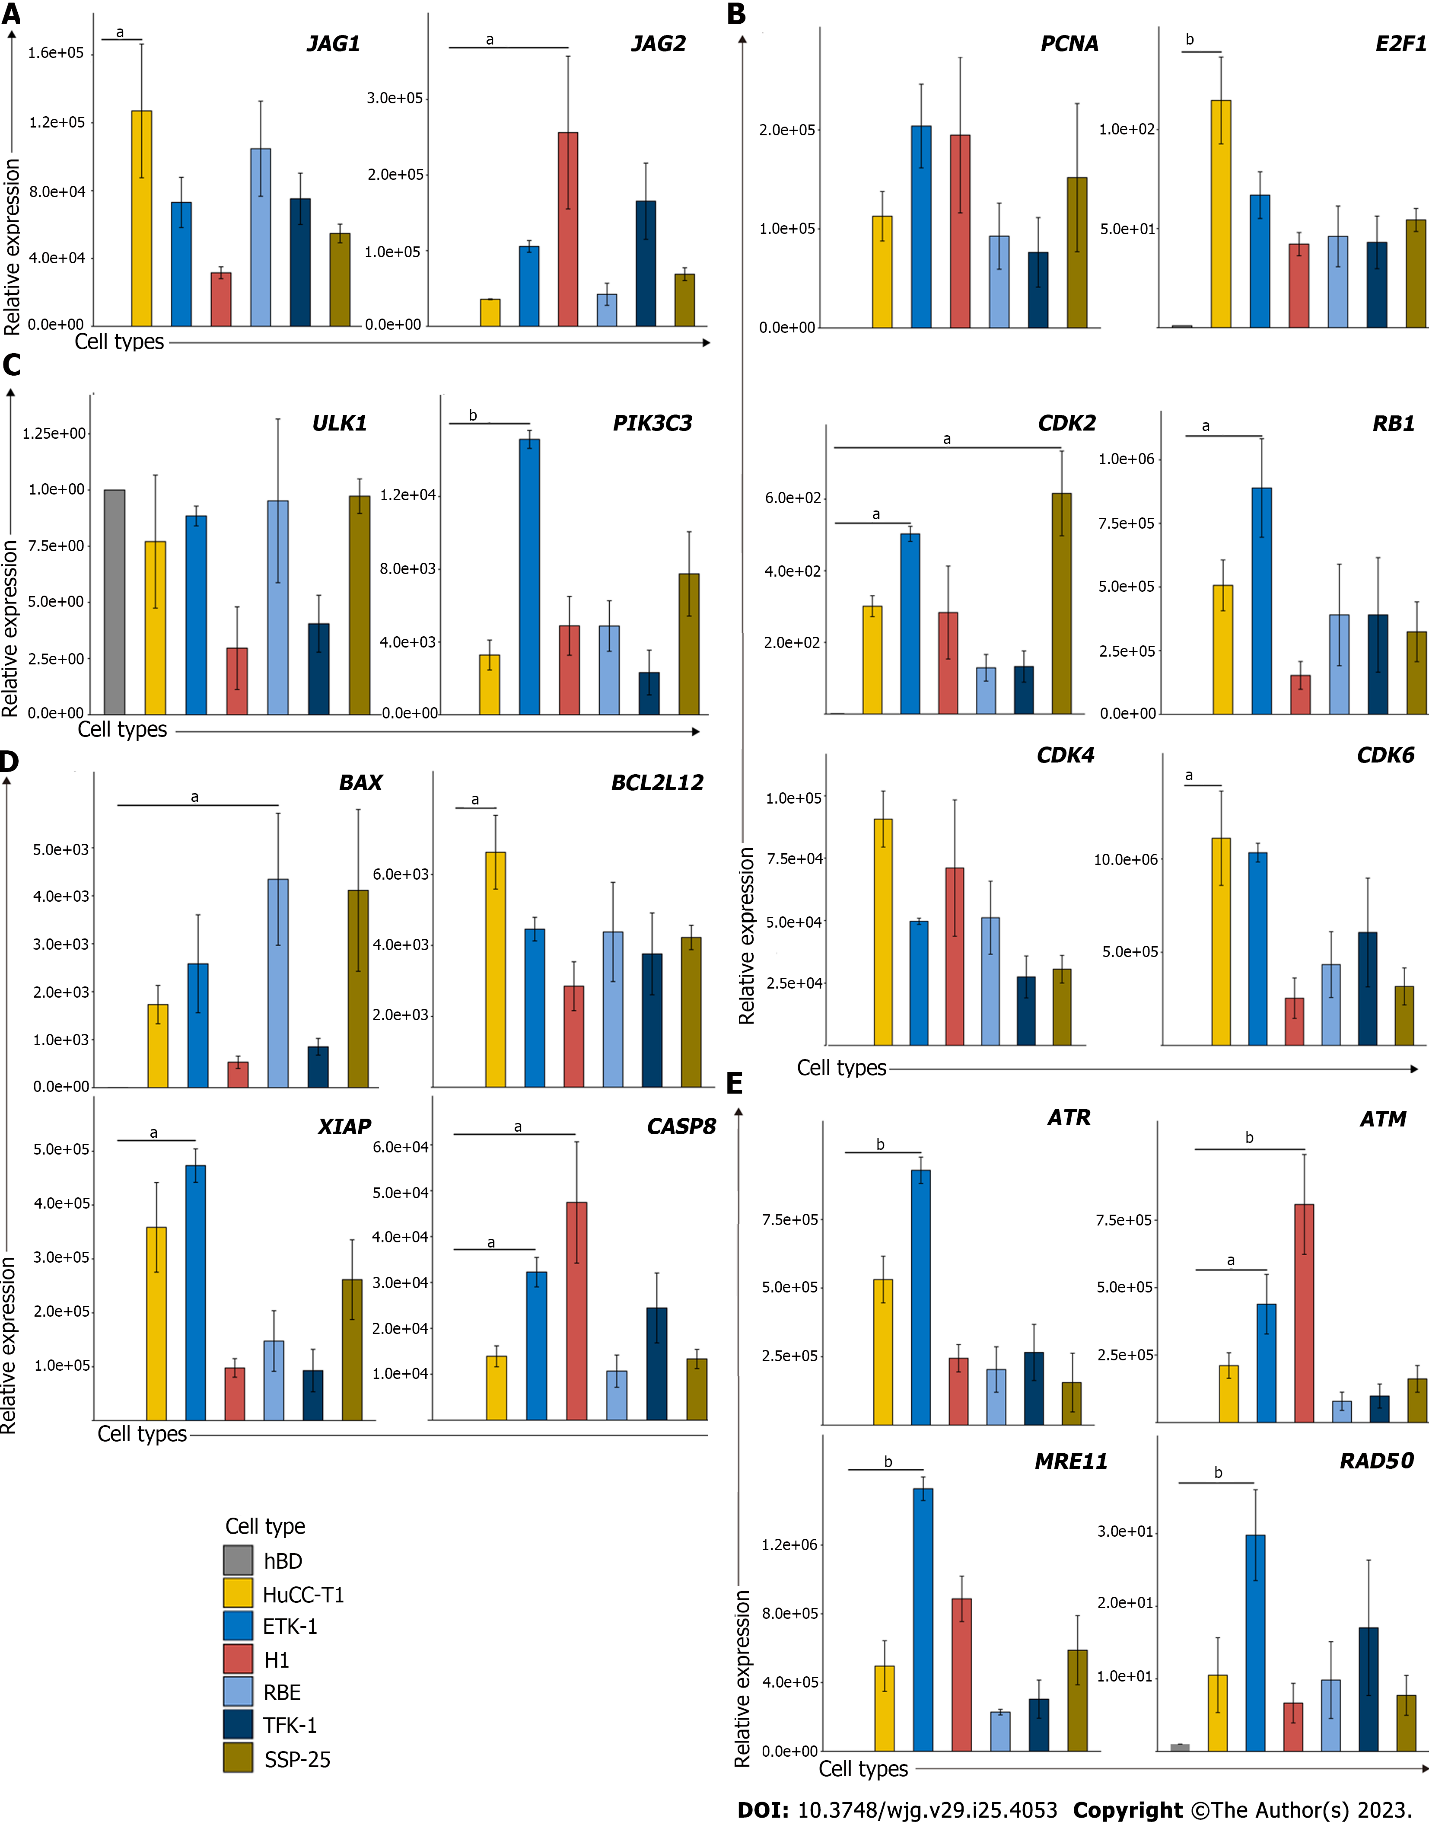 A
JAG1
a
1.6e+05
1.2e+05
8.0e+04
4.0e+04
0.0e+00
Relative expression
JAG2
a
3.0e+05
2.0e+05
1.0e+05
0.0e+00
Cell types
B
PCNA
2.0e+05
1.0e+05
0.0e+00
E2F1
b
1.0e+02
5.0e+01
CDK2
a
a
6.0e+02
4.0e+02
2.0e+02
RB1
a
1.0e+06
7.5e+05
5.0e+05
2.5e+05
0.0e+00
CDK4
1.0e+05
7.5e+04
5.0e+04
2.5e+04
Relative expression
CDK6
a
10.0e+06
5.0e+05
Cell types
C
ULK1
1.25e+00
1.0e+00
7.5e+00
5.0e+00
2.5e+00
0.0e+00
Relative expression
PIK3C3
b
1.2e+04
8.0e+03
4.0e+03
0.0e+00
Cell types
D
BAX
a
5.0e+03
4.0e+03
3.0e+03
2.0e+03
1.0e+03
0.0e+00
BCL2L12
a
6.0e+03
4.0e+03
2.0e+03
XIAP
a
5.0e+05
4.0e+05
3.0e+05
2.0e+05
1.0e+05
Relative expression
CASP8
a
a
6.0e+04
5.0e+04
4.0e+04
3.0e+04
2.0e+04
1.0e+04
Cell types
E
ATR
b
7.5e+05
5.0e+05
2.5e+05
ATM
b
a
7.5e+05
5.0e+05
2.5e+05
MRE11
b
1.2e+06
8.0e+05
4.0e+05
0.0e+00
Relative expression
RAD50
b
3.0e+01
2.0e+01
1.0e+01
Cell types
Cell type
hBD
HuCC-T1
ETK-1
H1
RBE
TFK-1
SSP-25
DOI: 10.3748/wjg.v29.i25.4053 Copyright ©The Author(s) 2023.